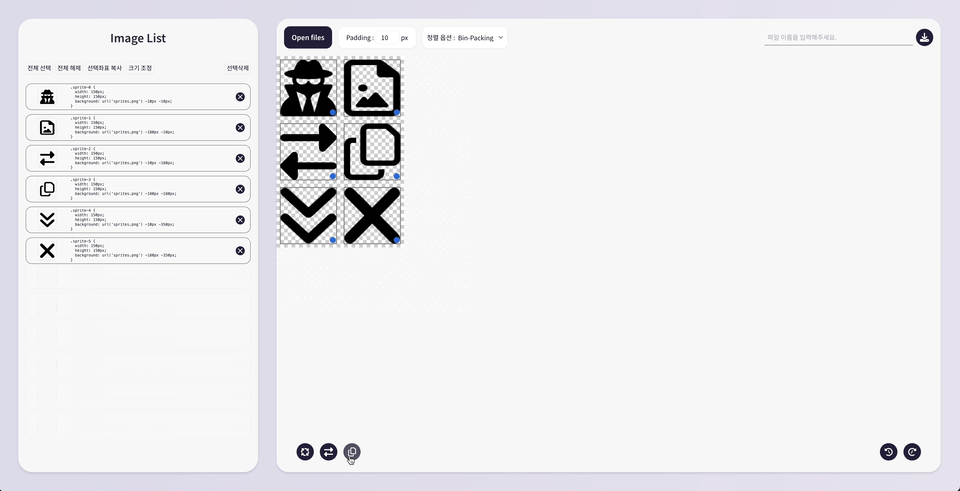 Image List
전체 선택 전체 해제 선택좌표 복사 크기 조정 선택삭제
.sprite-0 {
width: 150px;
height: 150px;
background: url('sprites.png') -10px -10px;
}
.sprite-1 {
width: 150px;
height: 150px;
background: url('sprites.png') -180px -10px;
}
.sprite-2 {
width: 150px;
height: 150px;
background: url('sprites.png') -10px -180px;
}
.sprite-3 {
width: 150px;
height: 150px;
background: url('sprites.png') -180px -180px;
}
.sprite-4 {
width: 150px;
height: 150px;
background: url('sprites.png') -10px -350px;
}
.sprite-5 {
width: 150px;
height: 150px;
background: url('sprites.png') -180px -350px;
}
Open files Padding : 10 px 정렬 옵션 : Bin-Packing 파일 이름을 입력해주세요.